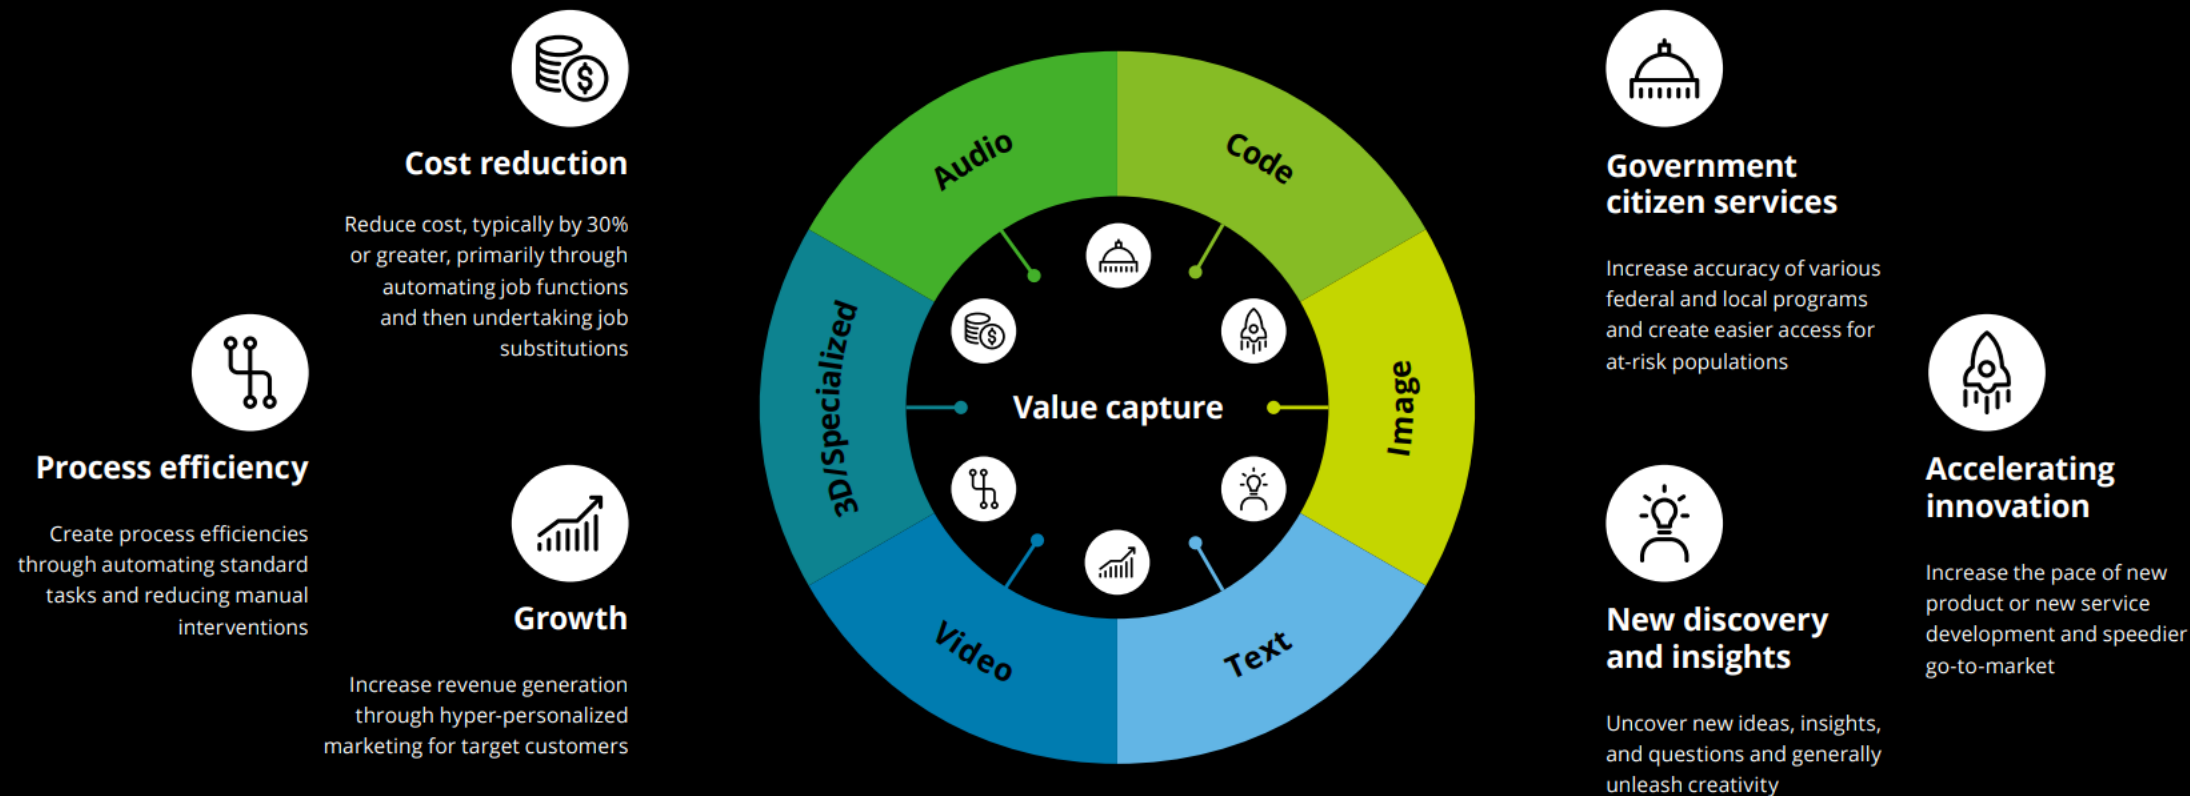 Cost reduction
Reduce cost, typically by 30%
or greater, primarily through
automating job functions
and then undertaking job
substitutions
Process efficiency
Create process efficiencies
through automating standard
tasks and reducing manual
interventions
Growth
Increase revenue generation
through hyper-personalized
marketing for target customers
Audio
Code
3D/Specialized
$
Value capture
Image
Video
Text
$
Government
citizen services
Increase accuracy of various
federal and local programs
and create easier access for
at-risk populations
Accelerating
innovation
Increase the pace of new
product or new service
development and speedier
go-to-market
New discovery
and insights
Uncover new ideas, insights,
and questions and generally
unleash creativity